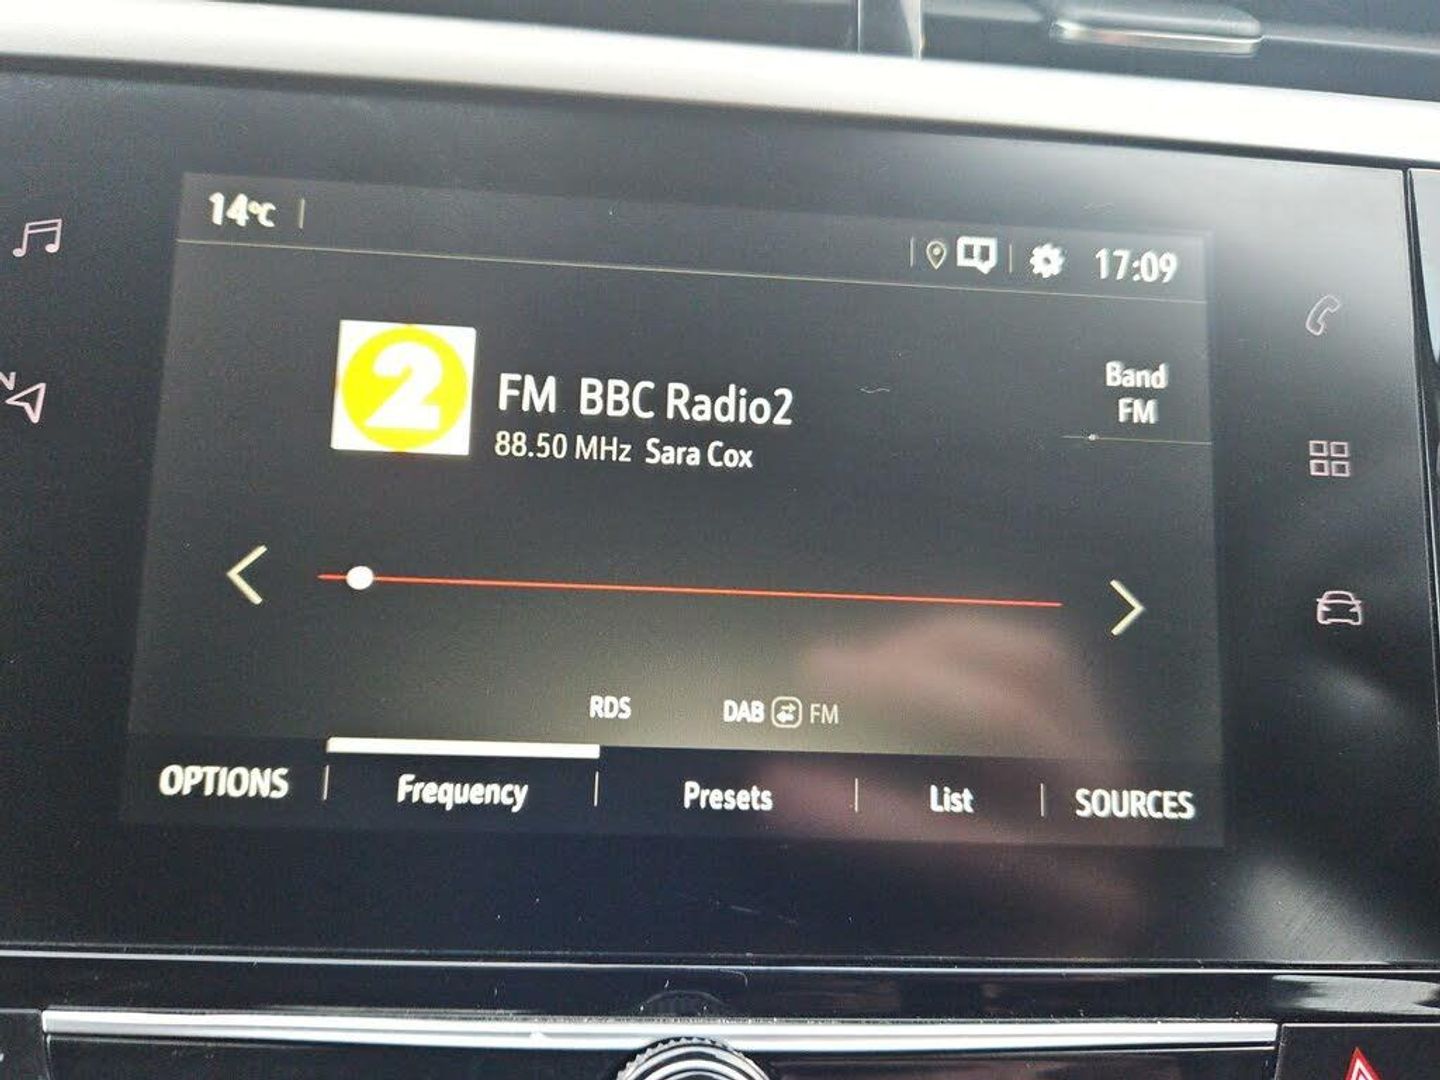 14°C
17:09
2
FM BBC Radio2
88.50 MHz Sara Cox
Band
FM
N
RDS DAB FM
OPTIONS Frequency Presets List SOURCES